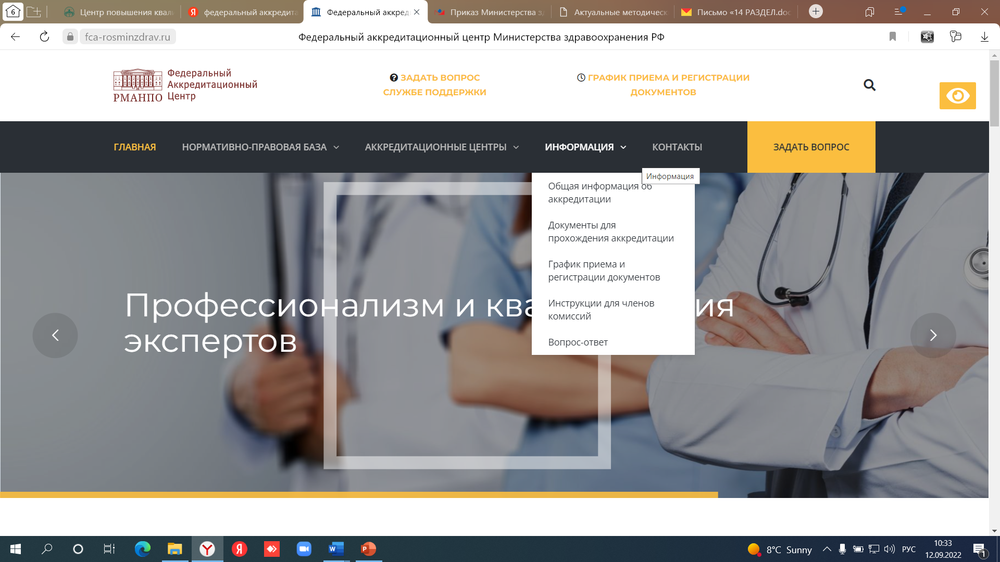 6
Центр повышения квал
федеральный аккредита
Федеральный аккред
Приказ Министерства зд
Актуальные методическ
Письмо «14 РАЗДЕЛ.doc
fca-rosminzdrav.ru
Федеральный аккредитационный центр Министерства здравоохранения РФ
РМАНПО
Федеральный
Аккредитационный
Центр
ЗАДАТЬ ВОПРОС
СЛУЖБЕ ПОДДЕРЖКИ
ГРАФИК ПРИЕМА И РЕГИСТРАЦИИ
ДОКУМЕНТОВ
ГЛАВНАЯ
НОРМАТИВНО-ПРАВОВАЯ БАЗА
АККРЕДИТАЦИОННЫЕ ЦЕНТРЫ
ИНФОРМАЦИЯ
КОНТАКТЫ
ЗАДАТЬ ВОПРОС
Информация
Общая информация об
аккредитации
Документы для
прохождения аккредитации
График приема и
регистрации документов
Инструкции для членов
комиссий
Вопрос-ответ
Профессионализм и ква ия
экспертов
8°C Sunny
РУС
10:33
12.09.2022
1